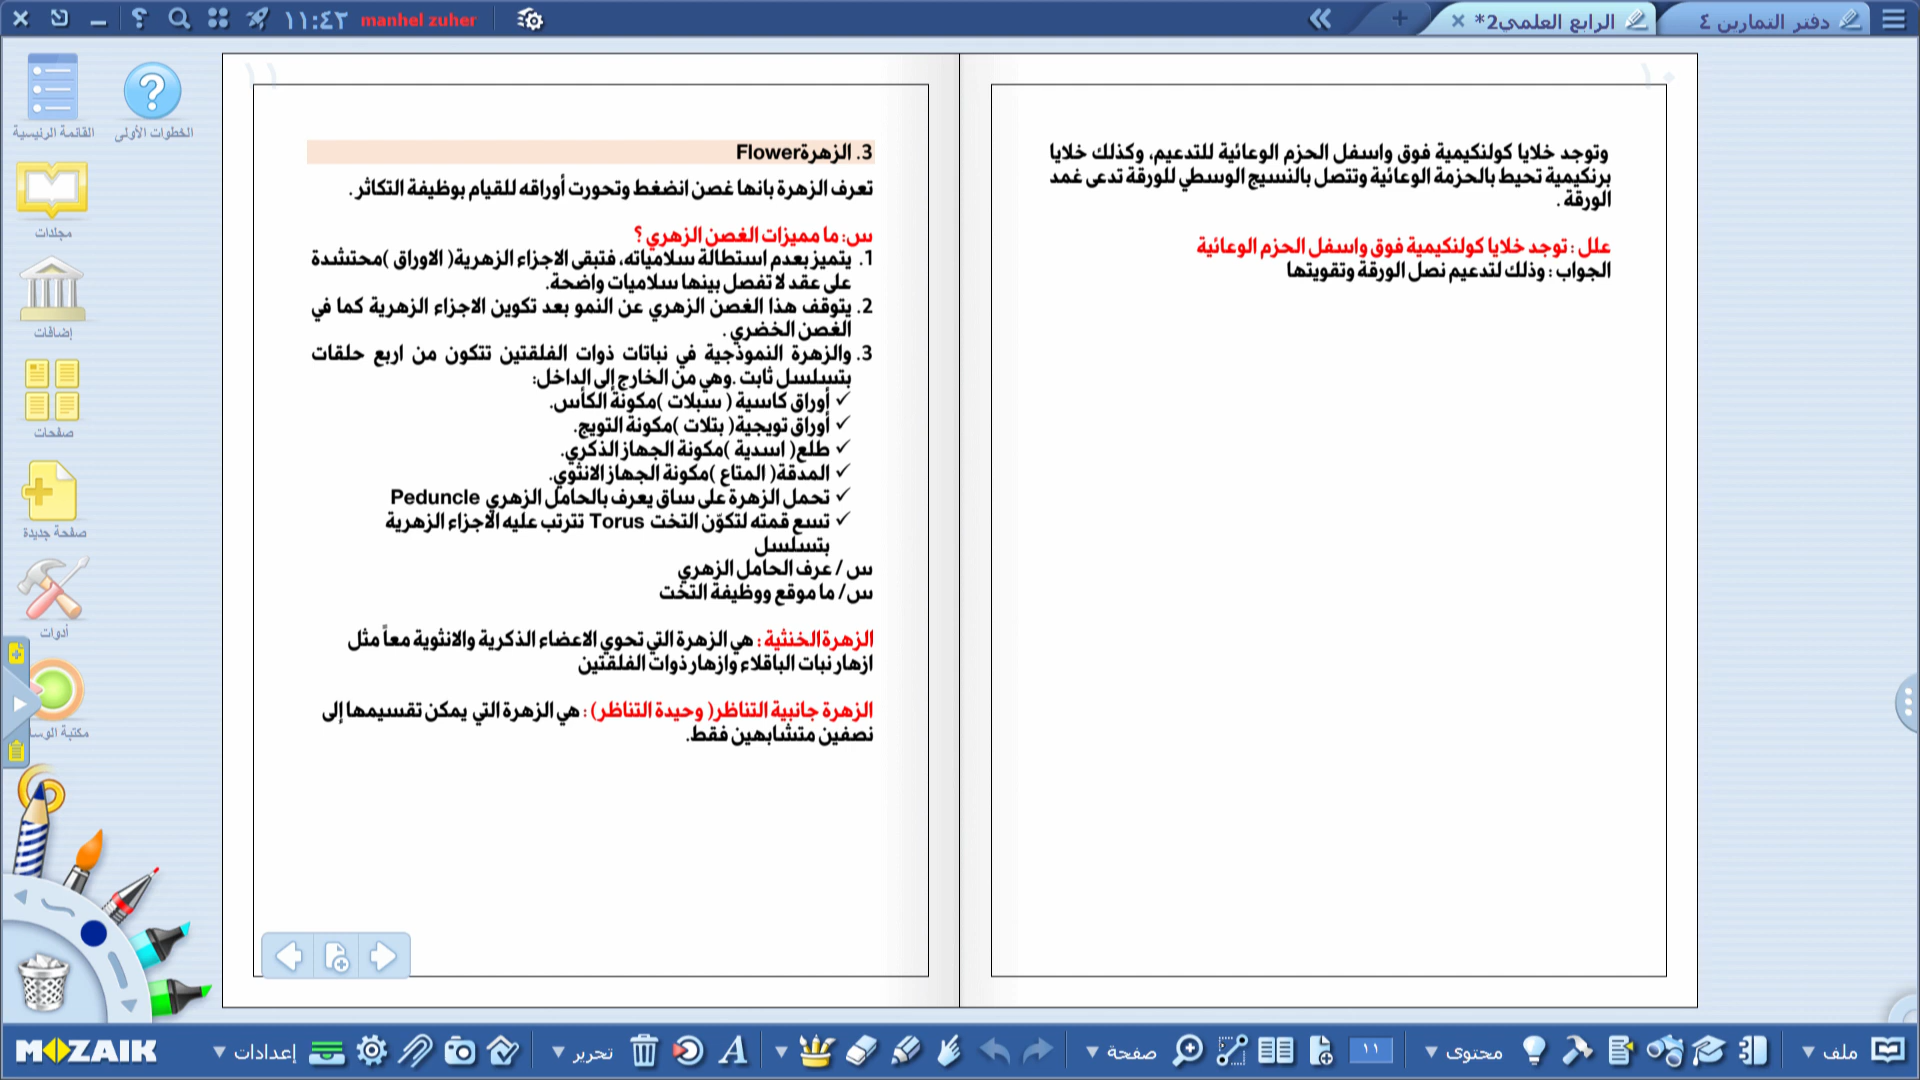 manhel zuher
١١:٤٢
دفتر التمارين ٤
الرابع العلمي2*
القائمة الرئيسية
الخطوات الأولى
مجلدات
إضافات
صفحات
صفحة جديدة
أدوات
مكتبة الوس
١٠
وتوجد خلايا كولنكيمية فوق واسفل الحزم الوعائية للتدعيم، وكذلك خلايا
برنكيمية تحيط بالحزمة الوعائية وتتصل بالنسيج الوسطي للورقة تدعى غمد
الورقة .
علل : توجد خلايا كولنكيمية فوق واسفل الحزم الوعائية
الجواب : وذلك لتدعيم نصل الورقة وتقويتها
١١
3. الزهرةFlower
تعرف الزهرة بانها غصن انضغط وتحورت أوراقه للقيام بوظيفة التكاثر .
س: ما مميزات الغصن الزهري ؟
1. يتميز بعدم استطالة سلامياته، فتبقى الاجزاء الزهرية( الاوراق )محتشدة
على عقد لا تفصل بينها سلاميات واضحة.
2. يتوقف هذا الغصن الزهري عن النمو بعد تكوين الاجزاء الزهرية كما في
الغصن الخضري .
3. والزهرة النموذجية في نباتات ذوات الفلقتين تتكون من اربع حلقات
بتسلسل ثابت .وهي من الخارج إلى الداخل:
✓ أوراق كاسية ( سبلات )مكونة الكأس.
✓ أوراق تويجية( بتلات )مكونة التويج.
✓ طلع( اسدية )مكونة الجهاز الذكري.
✓ المدقة( المتاع )مكونة الجهاز الانثوي.
✓ تحمل الزهرة على ساق يعرف بالحامل الزهري Peduncle
✓ تسع قمته لتكوّن التخت Torus تترتب عليه الاجزاء الزهرية
بتسلسل
س / عرف الحامل الزهري
س/ ما موقع ووظيفة التخت
الزهرة الخنثية : هي الزهرة التي تحوي الاعضاء الذكرية والانثوية معاً مثل
ازهار نبات الباقلاء وازهار ذوات الفلقتين
الزهرة جانبية التناظر( وحيدة التناظر) : هي الزهرة التي يمكن تقسيمها إلى
نصفين متشابهين فقط.
ملف
محتوى
١١
صفحة
تحرير
إعدادات
MOZAIK